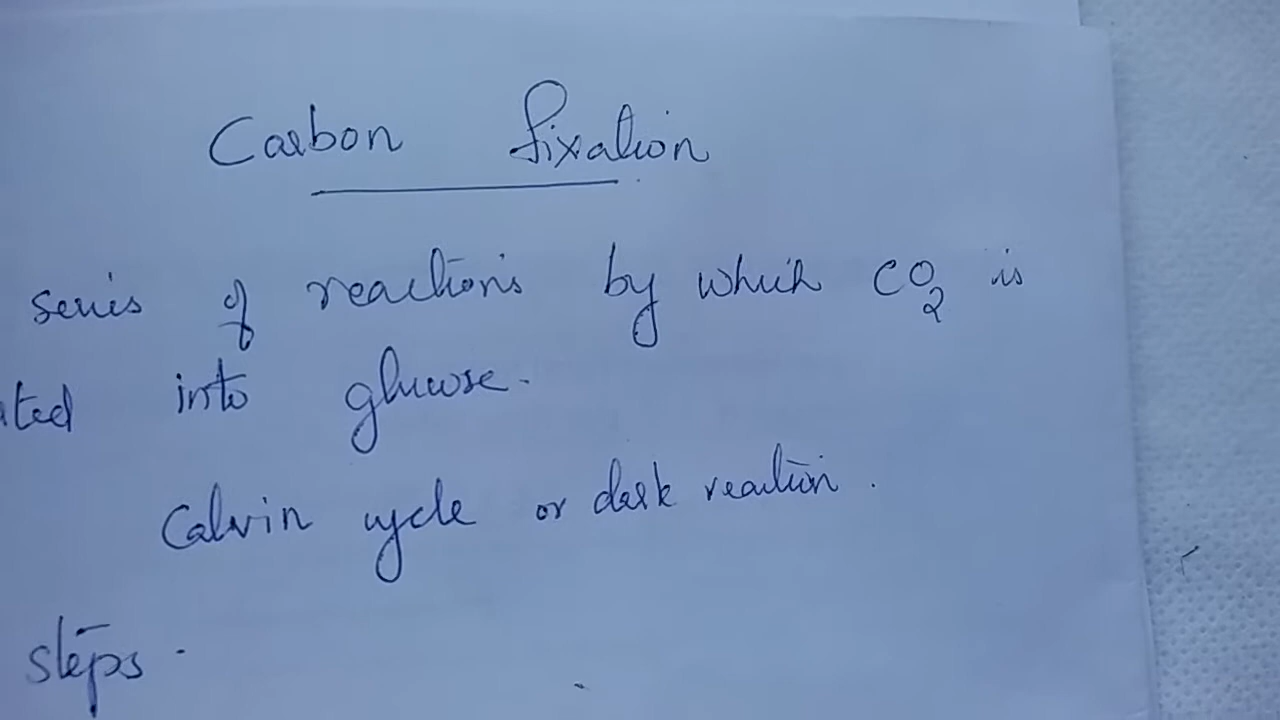 Carbon fixation
series of reactions by which CO2 is
into glucose.
Calvin cycle or dark reaction.
steps.